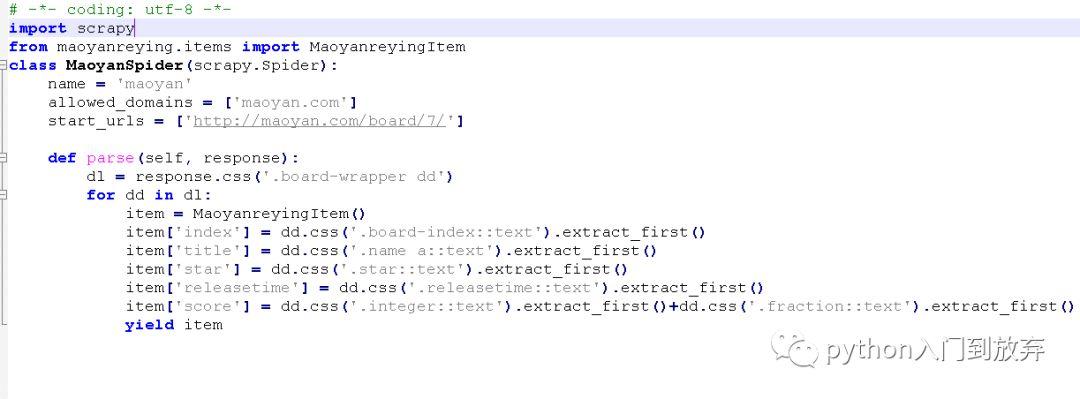 # -*- coding: utf-8 -*-
import scrapy
from maoyanreying.items import MaoyanreyingItem
class MaoyanSpider(scrapy.Spider):
    name = 'maoyan'
    allowed_domains = ['maoyan.com']
    start_urls = ['http://maoyan.com/board/7/']

    def parse(self, response):
        dl = response.css('.board-wrapper dd')
        for dd in dl:
            item = MaoyanreyingItem()
            item['index'] = dd.css('.board-index::text').extract_first()
            item['title'] = dd.css('.name a::text').extract_first()
            item['star'] = dd.css('.star::text').extract_first()
            item['releasetime'] = dd.css('.releasetime::text').extract_first()
            item['score'] = dd.css('.integer::text').extract_first()+dd.css('.fraction::text').extract_first()
            yield item
python入门到放弃